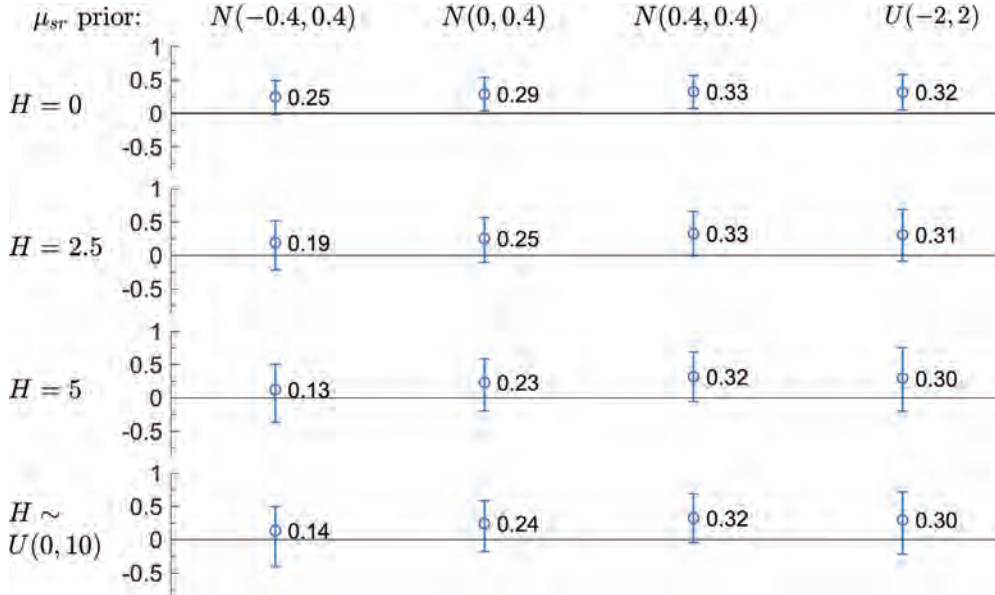 μ_sr prior: N(−0.4, 0.4) N(0, 0.4) N(0.4, 0.4) U(−2, 2)
1
0.5
H = 0
0
-0.5
0.25 0.29 0.33 0.32
1
0.5
H = 2.5
0
-0.5
0.19 0.25 0.33 0.31
1
0.5
H = 5
0
-0.5
0.13 0.23 0.32 0.30
1
0.5
H ∼
U(0, 10)
0
-0.5
0.14 0.24 0.32 0.30